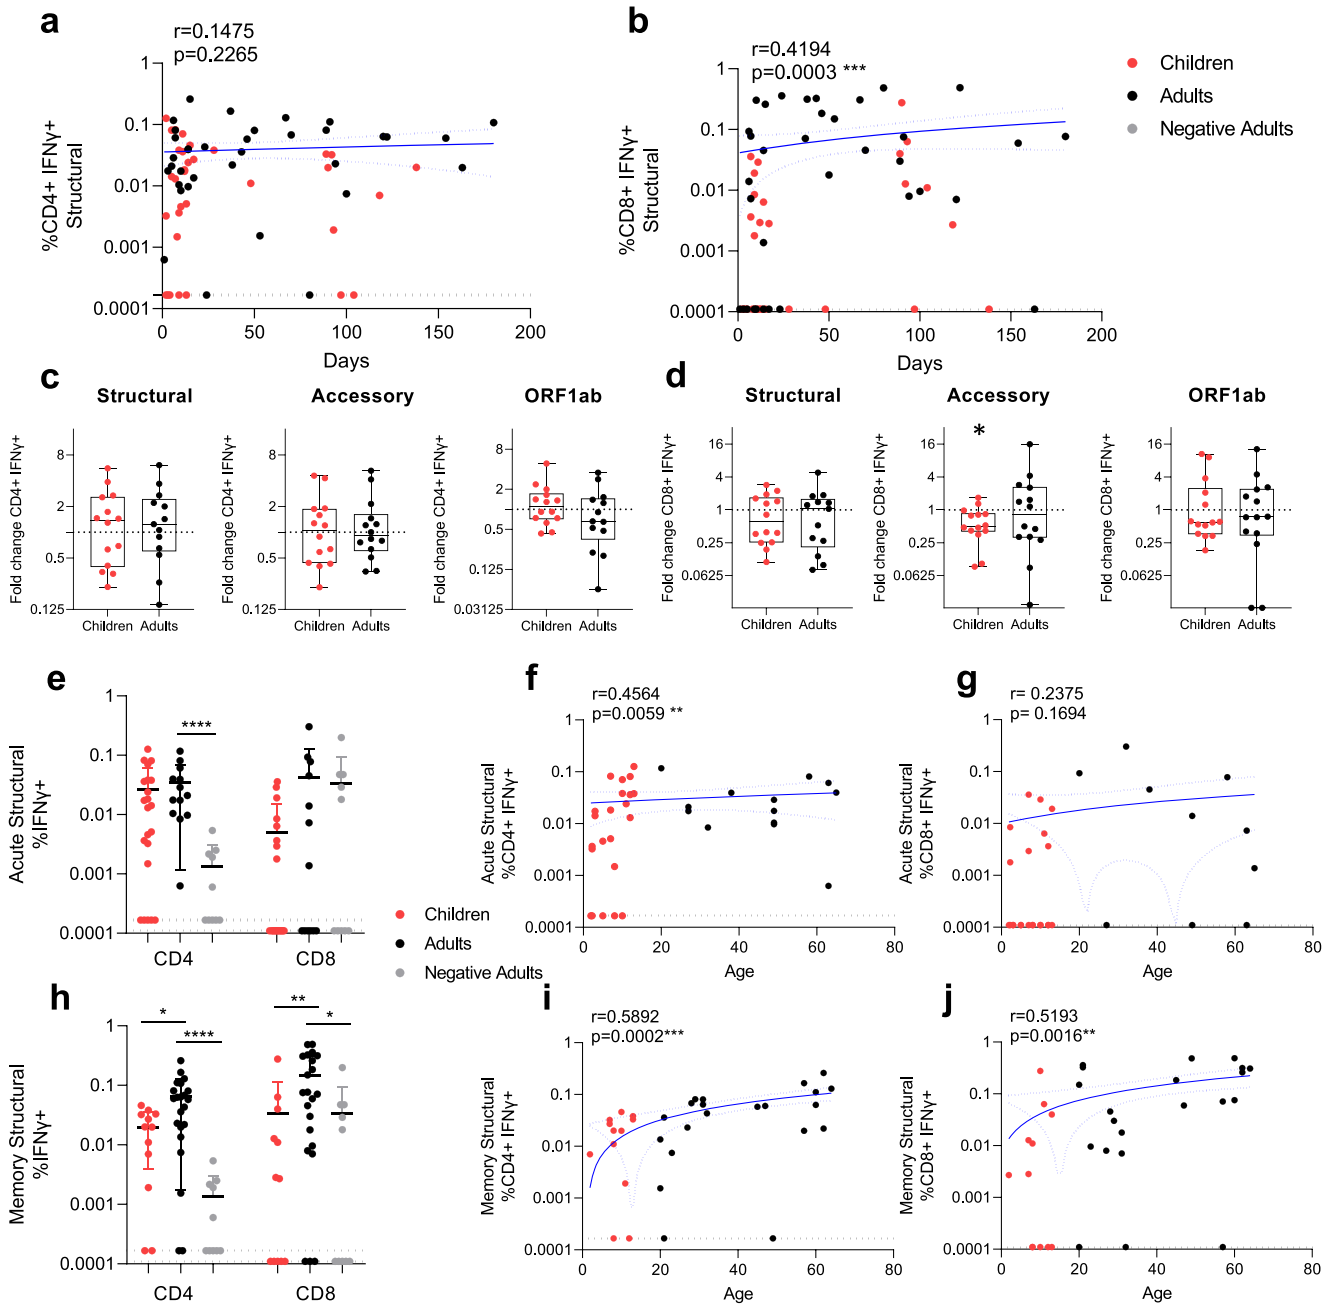 a
r=0.1475
p=0.2265
%CD4+ IFNγ+
Structural
1
0.1
0.01
0.001
0.0001
0
50
100
150
200
Days
b
r=0.4194
p=0.0003 ***
%CD8+ IFNγ+
Structural
1
0.1
0.01
0.001
0.0001
0
50
100
150
200
Days
Children
Adults
Negative Adults
c
Structural
Fold change CD4+ IFNγ+
8
2
0.5
0.125
Children Adults
Accessory
Fold change CD4+ IFNγ+
8
2
0.5
0.125
Children Adults
ORF1ab
Fold change CD4+ IFNγ+
8
2
0.5
0.125
0.03125
Children Adults
d
Structural
Fold change CD8+ IFNγ+
16
4
1
0.25
0.0625
Children Adults
Accessory
*
Fold change CD8+ IFNγ+
16
4
1
0.25
0.0625
Children Adults
ORF1ab
Fold change CD8+ IFNγ+
16
4
1
0.25
0.0625
Children Adults
e
Acute Structural
%IFNγ+
1
0.1
0.01
0.001
0.0001
****
CD4
CD8
Children
Adults
Negative Adults
f
r=0.4564
p=0.0059 **
Acute Structural
%CD4+ IFNγ+
1
0.1
0.01
0.001
0.0001
0
20
40
60
80
Age
g
r= 0.2375
p= 0.1694
Acute Structural
%CD8+ IFNγ+
1
0.1
0.01
0.001
0.0001
0
20
40
60
80
Age
h
Memory Structural
%IFNγ+
1
0.1
0.01
0.001
0.0001
*
****
**
*
CD4
CD8
i
r=0.5892
p=0.0002***
Memory Structural
%CD4+ IFNγ+
1
0.1
0.01
0.001
0.0001
0
20
40
60
80
Age
j
r=0.5193
p=0.0016**
Memory Structural
%CD8+ IFNγ+
1
0.1
0.01
0.001
0.0001
0
20
40
60
80
Age